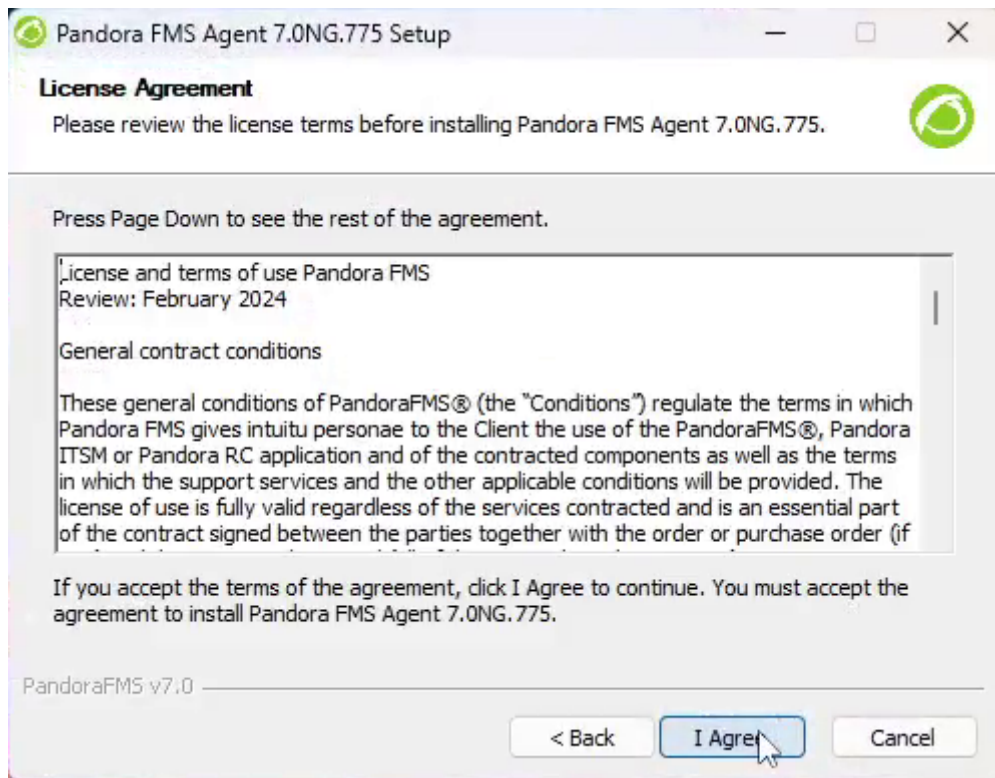 Pandora FMS Agent 7.0NG.775 Setup
License Agreement
Please review the license terms before installing Pandora FMS Agent 7.0NG.775.
Press Page Down to see the rest of the agreement.
License and terms of use Pandora FMS
Review: February 2024
General contract conditions
These general conditions of PandoraFMS® (the "Conditions") regulate the terms in which
Pandora FMS gives intuitu personae to the Client the use of the PandoraFMS®, Pandora
ITSM or Pandora RC application and of the contracted components as well as the terms
in which the support services and the other applicable conditions will be provided. The
license of use is fully valid regardless of the services contracted and is an essential part
of the contract signed between the parties together with the order or purchase order (if
If you accept the terms of the agreement, click I Agree to continue. You must accept the
agreement to install Pandora FMS Agent 7.0NG.775.
PandoraFMS v7.0
< Back
I Agree
Cancel